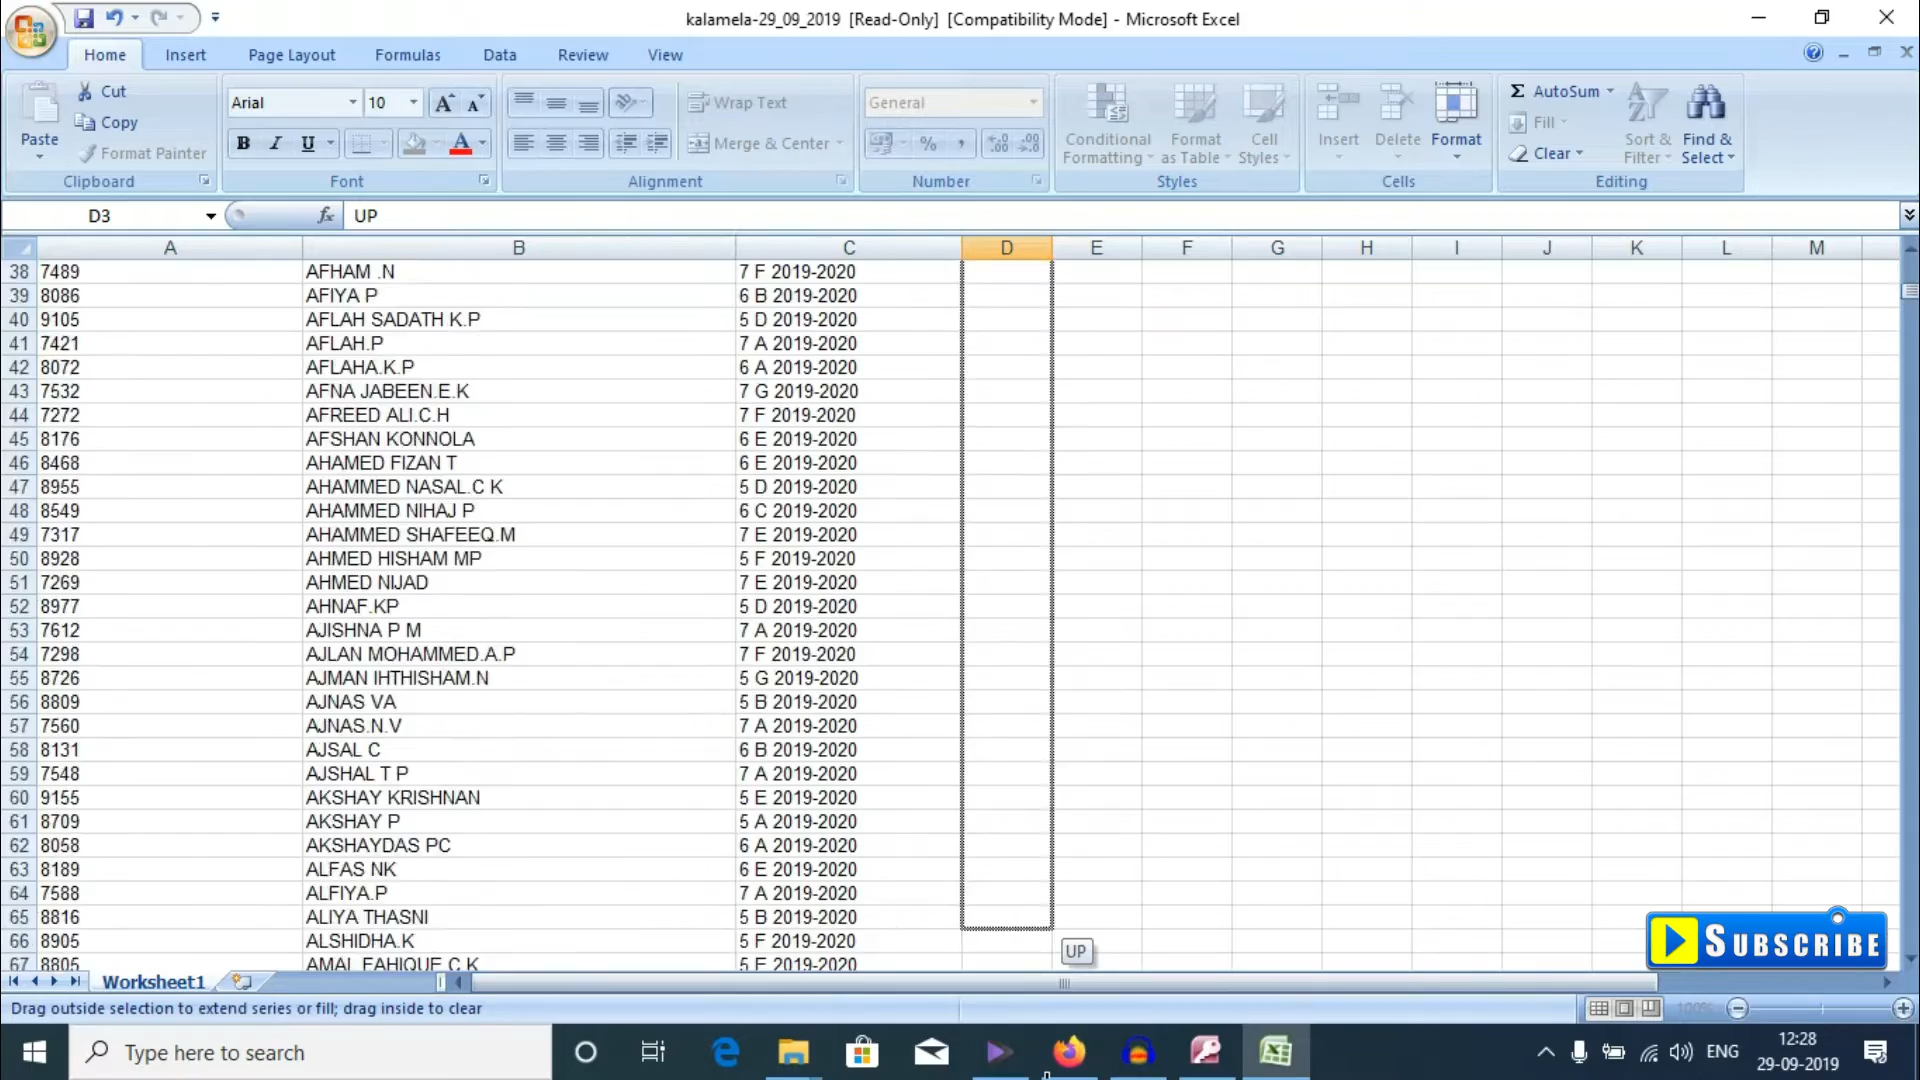 kalamela-29_09_2019 [Read-Only] [Compatibility Mode] - Microsoft Excel
Home Insert Page Layout Formulas Data Review View
Paste
Cut
Copy
Format Painter
Clipboard
Arial 10
B I U A
Font
Wrap Text
Merge & Center
Alignment
General
% ,
Number
Conditional Formatting
Format as Table
Cell Styles
Styles
Insert Delete Format
Cells
Σ AutoSum
Fill
Clear
Sort & Filter
Find & Select
Editing
D3 fx UP
A B C D E F G H I J K L M
38 7489 AFHAM .N 7 F 2019-2020
39 8086 AFIYA P 6 B 2019-2020
40 9105 AFLAH SADATH K.P 5 D 2019-2020
41 7421 AFLAH.P 7 A 2019-2020
42 8072 AFLAHA.K.P 6 A 2019-2020
43 7532 AFNA JABEEN.E.K 7 G 2019-2020
44 7272 AFREED ALI.C.H 7 F 2019-2020
45 8176 AFSHAN KONNOLA 6 E 2019-2020
46 8468 AHAMED FIZAN T 6 E 2019-2020
47 8955 AHAMMED NASAL.C K 5 D 2019-2020
48 8549 AHAMMED NIHAJ P 6 C 2019-2020
49 7317 AHAMMED SHAFEEQ.M 7 E 2019-2020
50 8928 AHMED HISHAM MP 5 F 2019-2020
51 7269 AHMED NIJAD 7 E 2019-2020
52 8977 AHNAF.KP 5 D 2019-2020
53 7612 AJISHNA P M 7 A 2019-2020
54 7298 AJLAN MOHAMMED.A.P 7 F 2019-2020
55 8726 AJMAN IHTHISHAM.N 5 G 2019-2020
56 8809 AJNAS VA 5 B 2019-2020
57 7560 AJNAS.N.V 7 A 2019-2020
58 8131 AJSAL C 6 B 2019-2020
59 7548 AJSHAL T P 7 A 2019-2020
60 9155 AKSHAY KRISHNAN 5 E 2019-2020
61 8709 AKSHAY P 5 A 2019-2020
62 8058 AKSHAYDAS PC 6 A 2019-2020
63 8189 ALFAS NK 6 E 2019-2020
64 7588 ALFIYA.P 7 A 2019-2020
65 8816 ALIYA THASNI 5 B 2019-2020
66 8905 ALSHIDHA.K 5 F 2019-2020
67 8805 AMAL FAHIQUE C K 5 F 2019-2020
UP
SUBSCRIBE
Worksheet1
Drag outside selection to extend series or fill; drag inside to clear
100%
Type here to search
ENG
12:28
29-09-2019